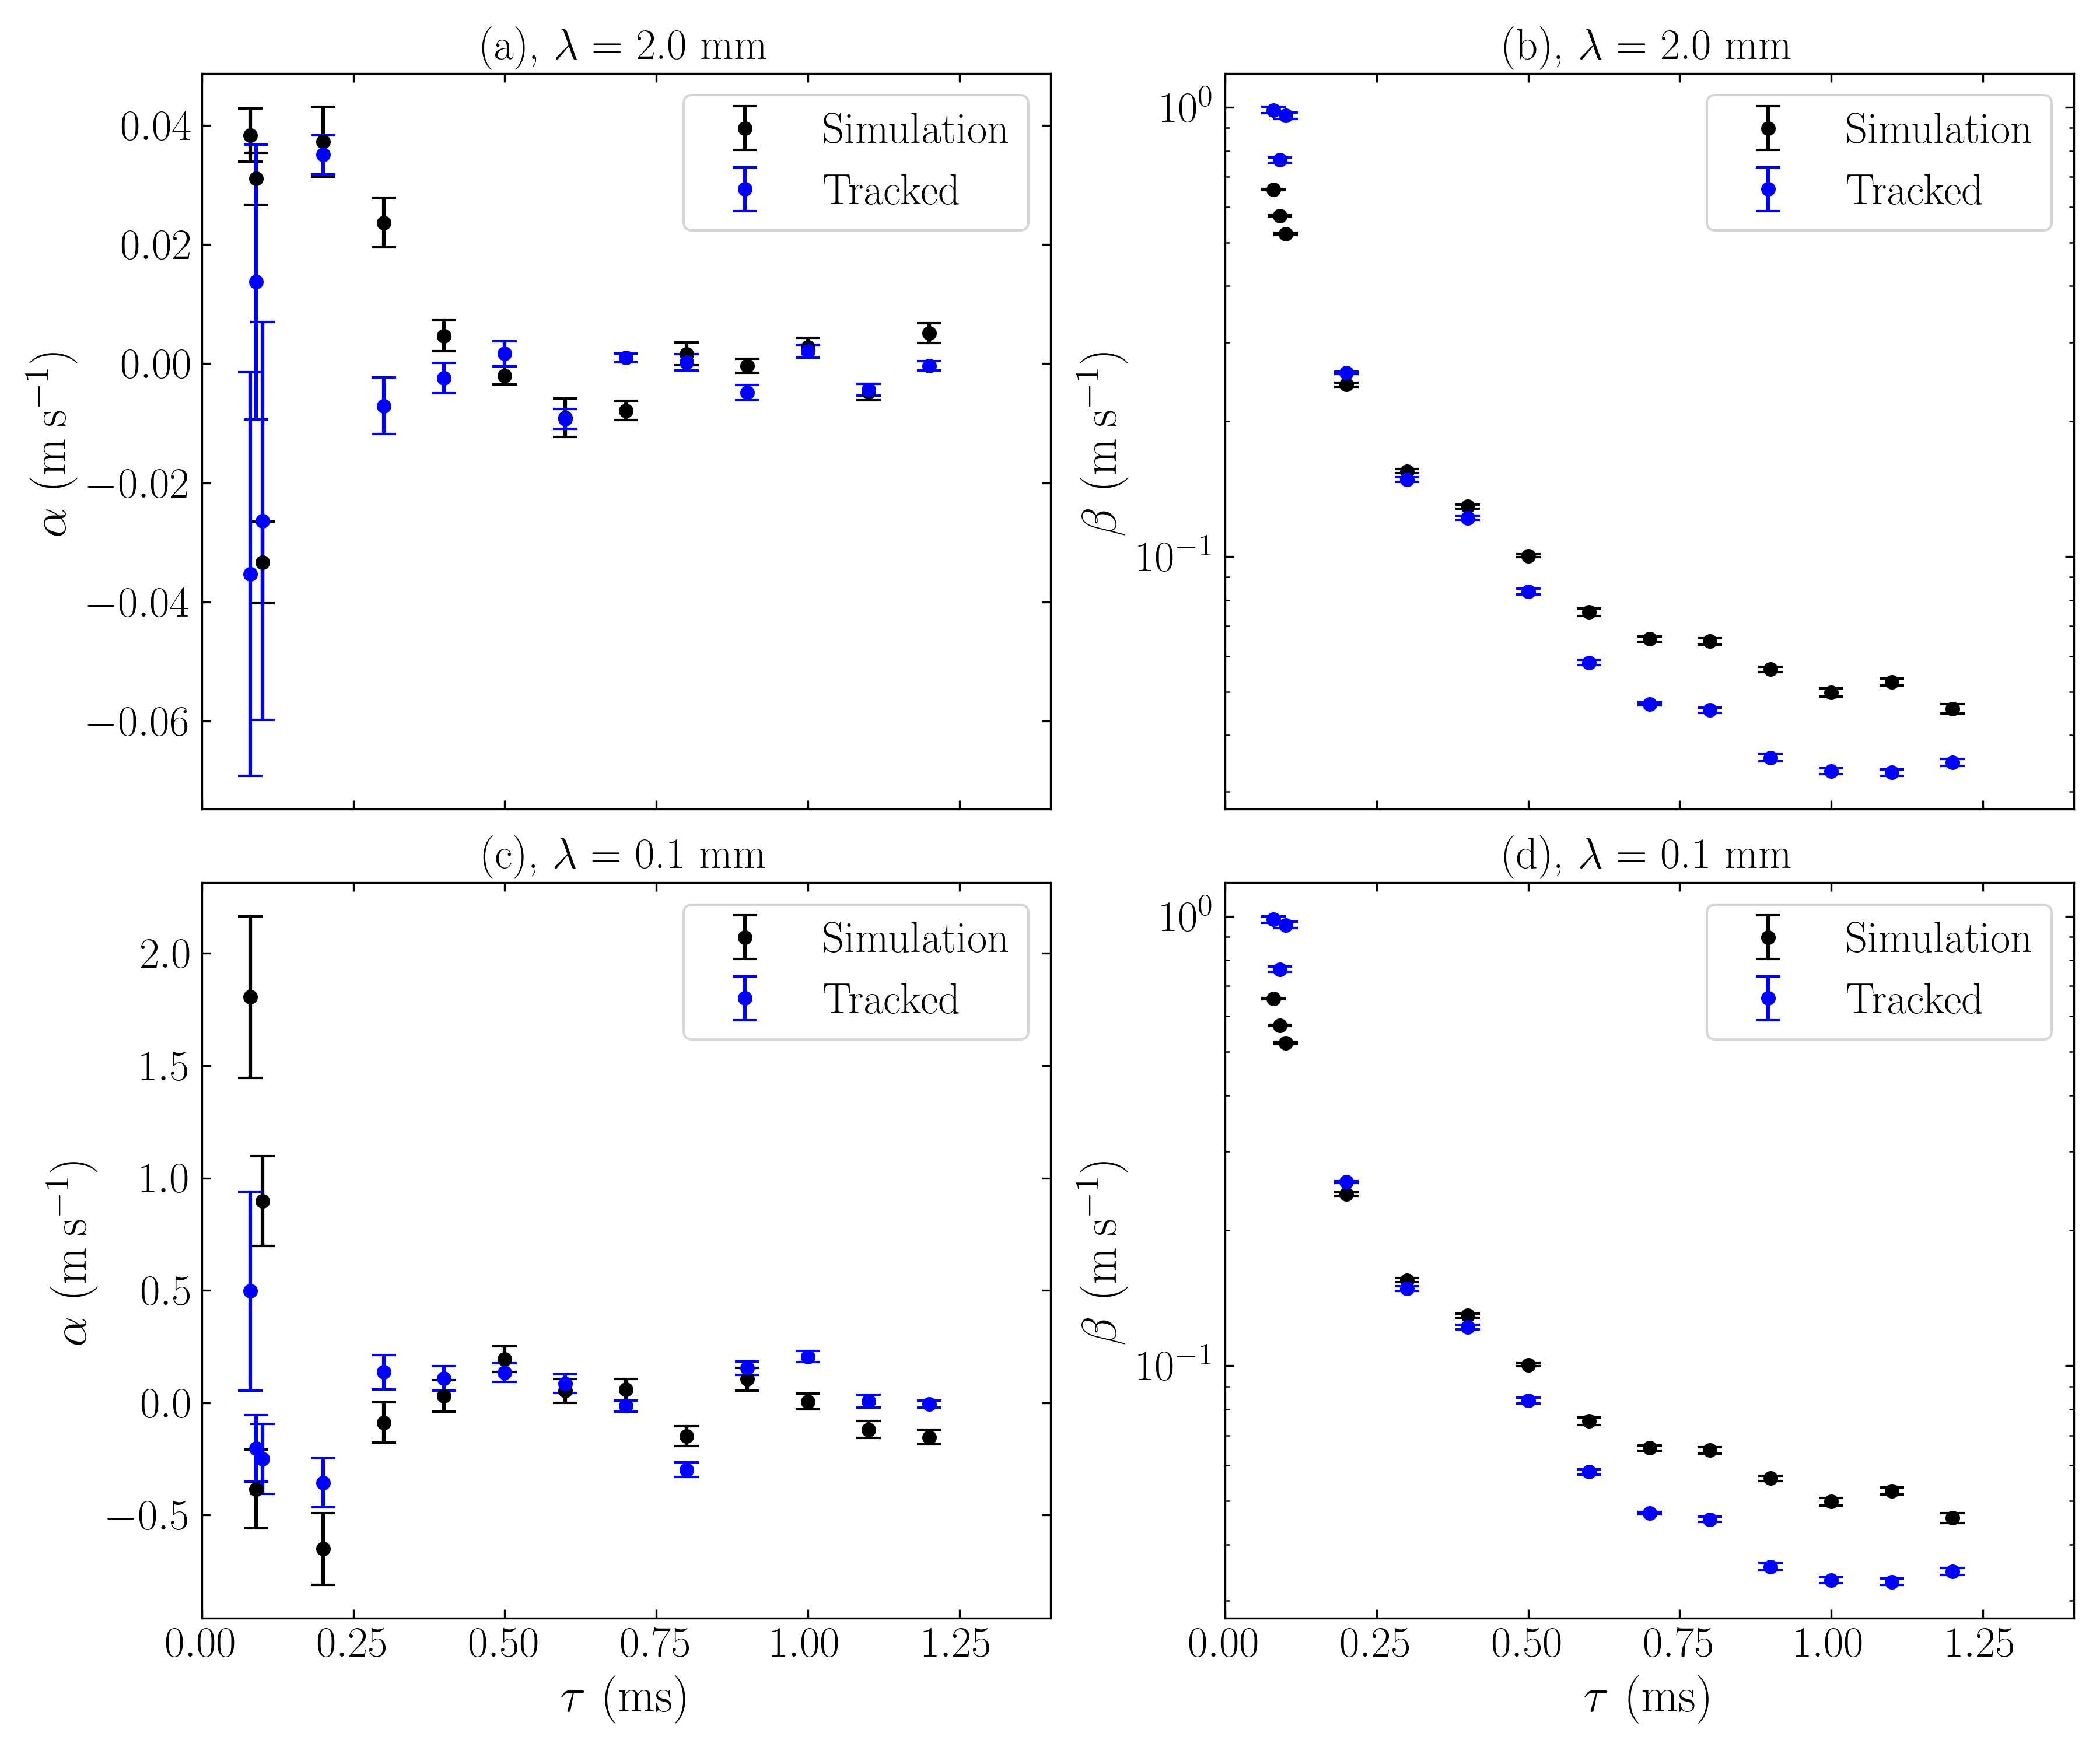 (a), λ = 2.0 mm
0.04
0.02
0.00
−0.02
−0.04
−0.06
α (m s⁻¹)
Simulation
Tracked
(b), λ = 2.0 mm
10⁰
10⁻¹
β (m s⁻¹)
Simulation
Tracked
(c), λ = 0.1 mm
2.0
1.5
1.0
0.5
0.0
−0.5
α (m s⁻¹)
Simulation
Tracked
0.00 0.25 0.50 0.75 1.00 1.25
τ (ms)
(d), λ = 0.1 mm
10⁰
10⁻¹
β (m s⁻¹)
Simulation
Tracked
0.00 0.25 0.50 0.75 1.00 1.25
τ (ms)